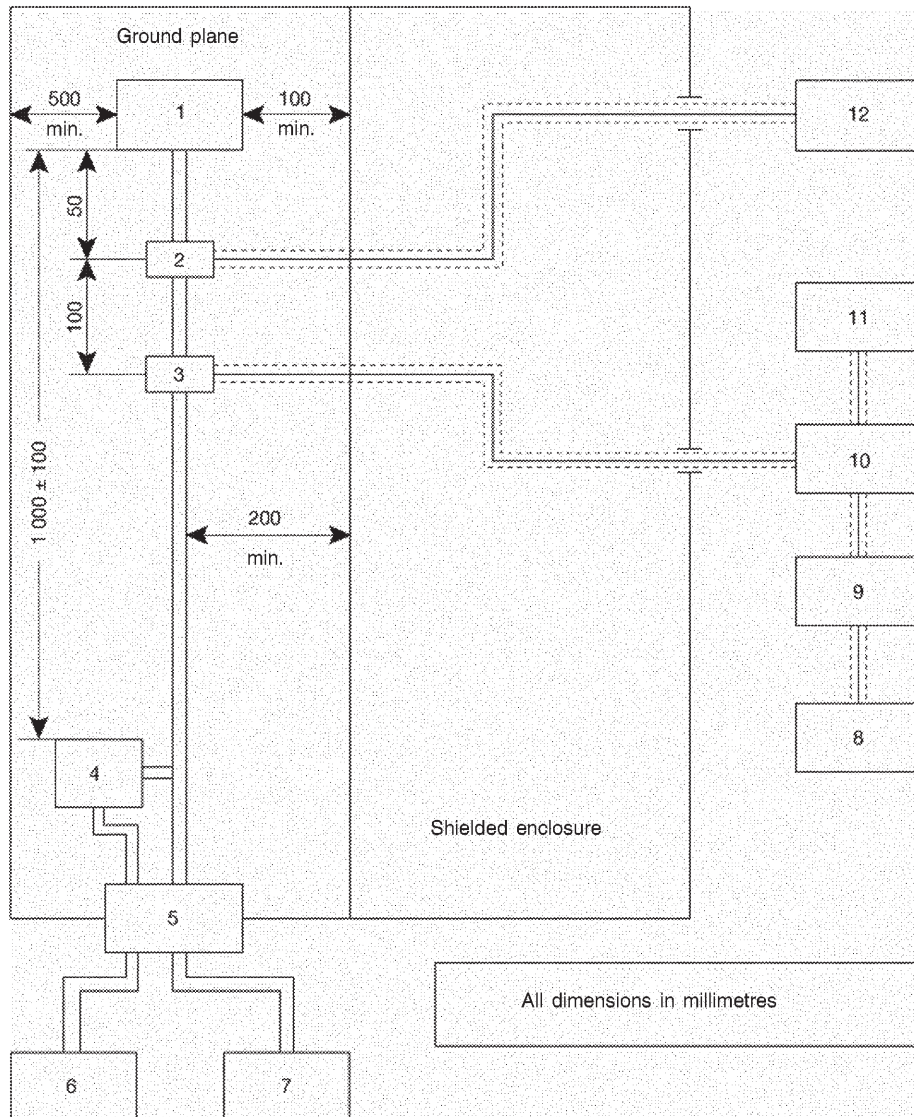 Ground plane
500
min.
1
100
min.
12
50
2
11
100
3
1 000 ± 100
10
200
min.
9
4
8
Shielded enclosure
5
All dimensions in millimetres
6
7